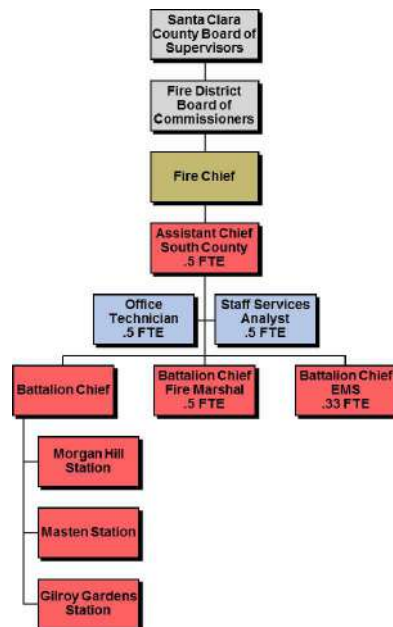 Santa Clara
County Board of
Supervisors
Fire District
Board of
Commissioners
Fire Chief
Assistant Chief
South County
.5 FTE
Office
Technician
.5 FTE
Staff Services
Analyst
.5 FTE
Battalion Chief
Battalion Chief
Fire Marshal
.5 FTE
Battalion Chief
EMS
.33 FTE
Morgan Hill
Station
Masten Station
Gilroy Gardens
Station